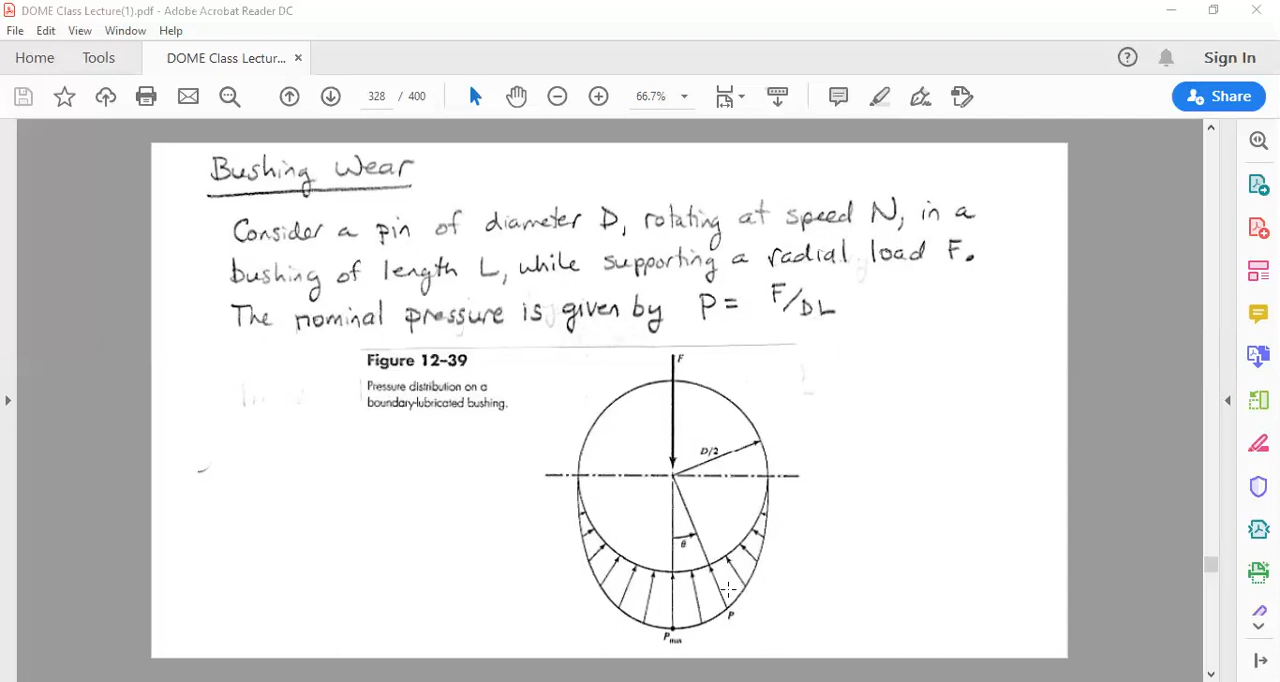 DOME Class Lecture(1).pdf - Adobe Acrobat Reader DC
File Edit View Window Help
Home Tools DOME Class Lectur... × Sign In
328 / 400 66.7% Share
Bushing Wear
Consider a pin of diameter D, rotating at speed N, in a
bushing of length L, while supporting a radial load F.
The nominal pressure is given by P = F/DL
Figure 12–39
Pressure distribution on a
boundary-lubricated bushing.
F
D/2
θ
P
Pmin